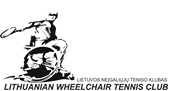 LIETUVOS NEĮGALIŲJŲ TENISO KLUBAS
LITHUANIAN WHEELCHAIR TENNIS CLUB